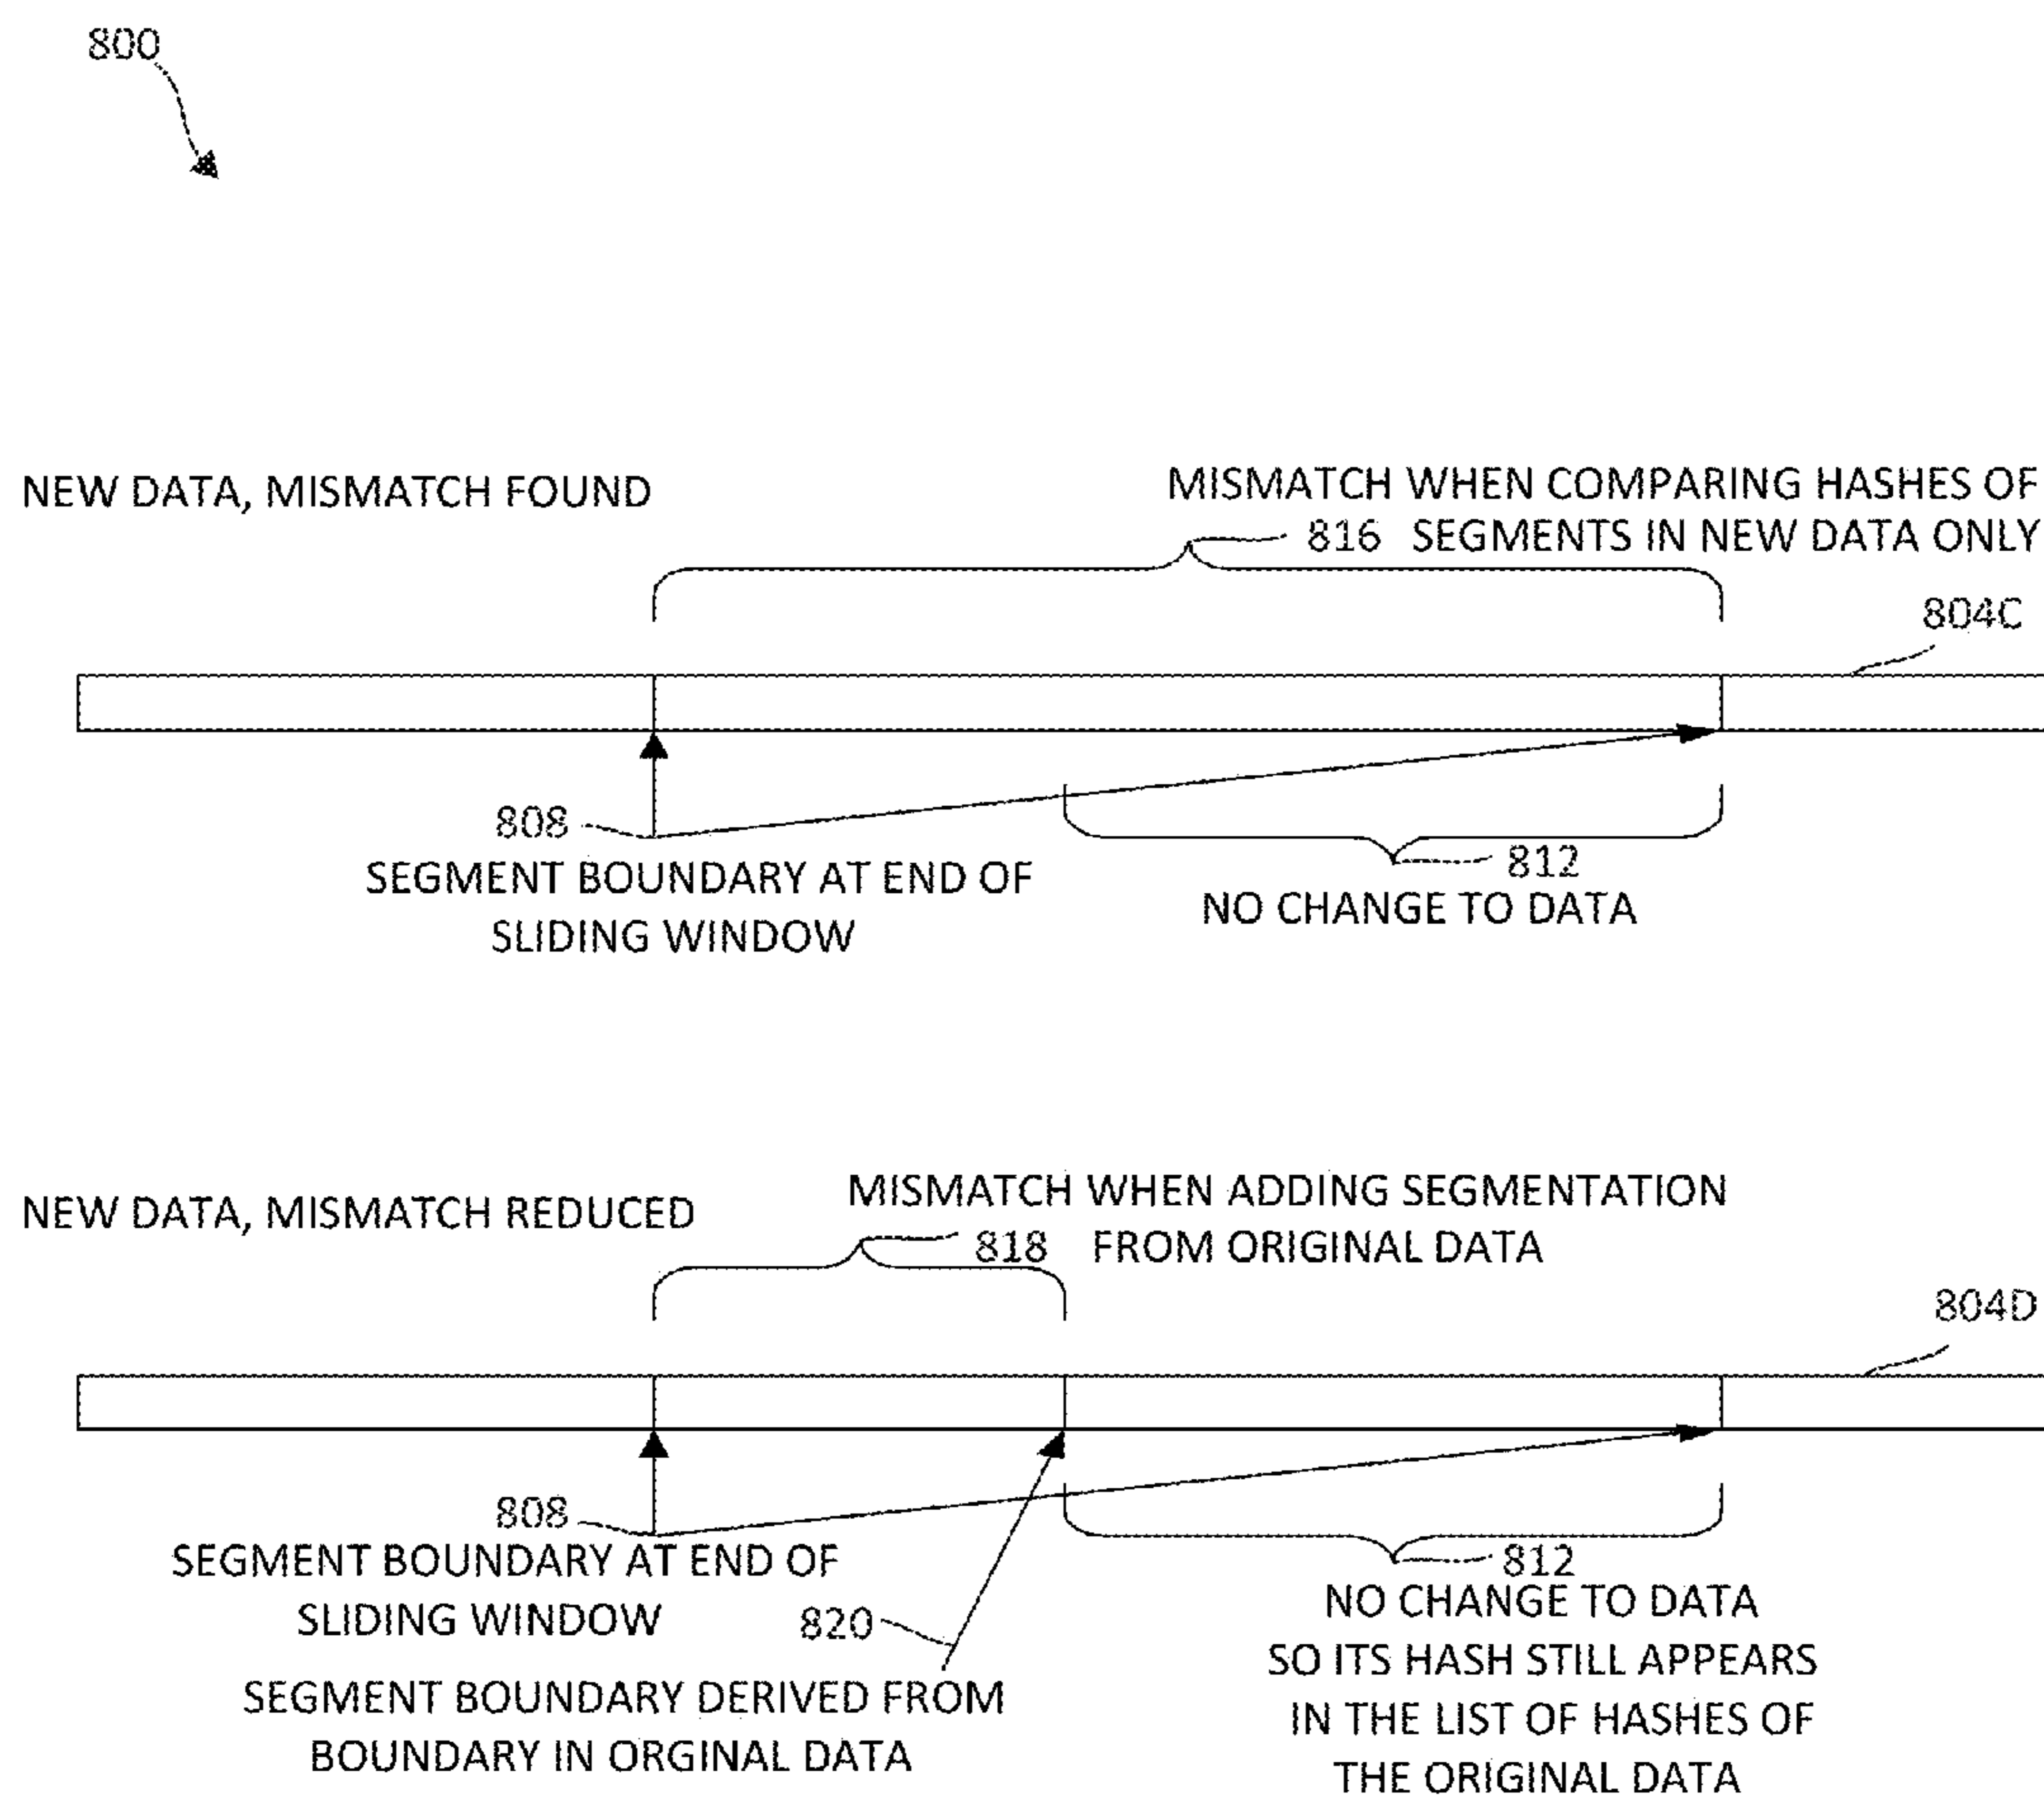 800
NEW DATA, MISMATCH FOUND
MISMATCH WHEN COMPARING HASHES OF
816 SEGMENTS IN NEW DATA ONLY
804C
808
SEGMENT BOUNDARY AT END OF
SLIDING WINDOW
812
NO CHANGE TO DATA
NEW DATA, MISMATCH REDUCED
MISMATCH WHEN ADDING SEGMENTATION
818 FROM ORIGINAL DATA
804D
808
SEGMENT BOUNDARY AT END OF
SLIDING WINDOW
820
SEGMENT BOUNDARY DERIVED FROM
BOUNDARY IN ORGINAL DATA
812
NO CHANGE TO DATA
SO ITS HASH STILL APPEARS
IN THE LIST OF HASHES OF
THE ORIGINAL DATA